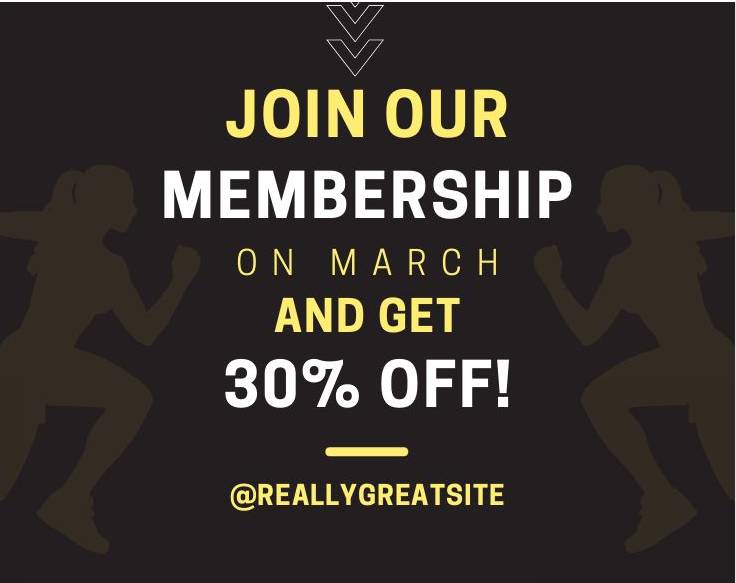 JOIN OUR
MEMBERSHIP
ON MARCH
AND GET
30% OFF!
@REALLYGREATSITE